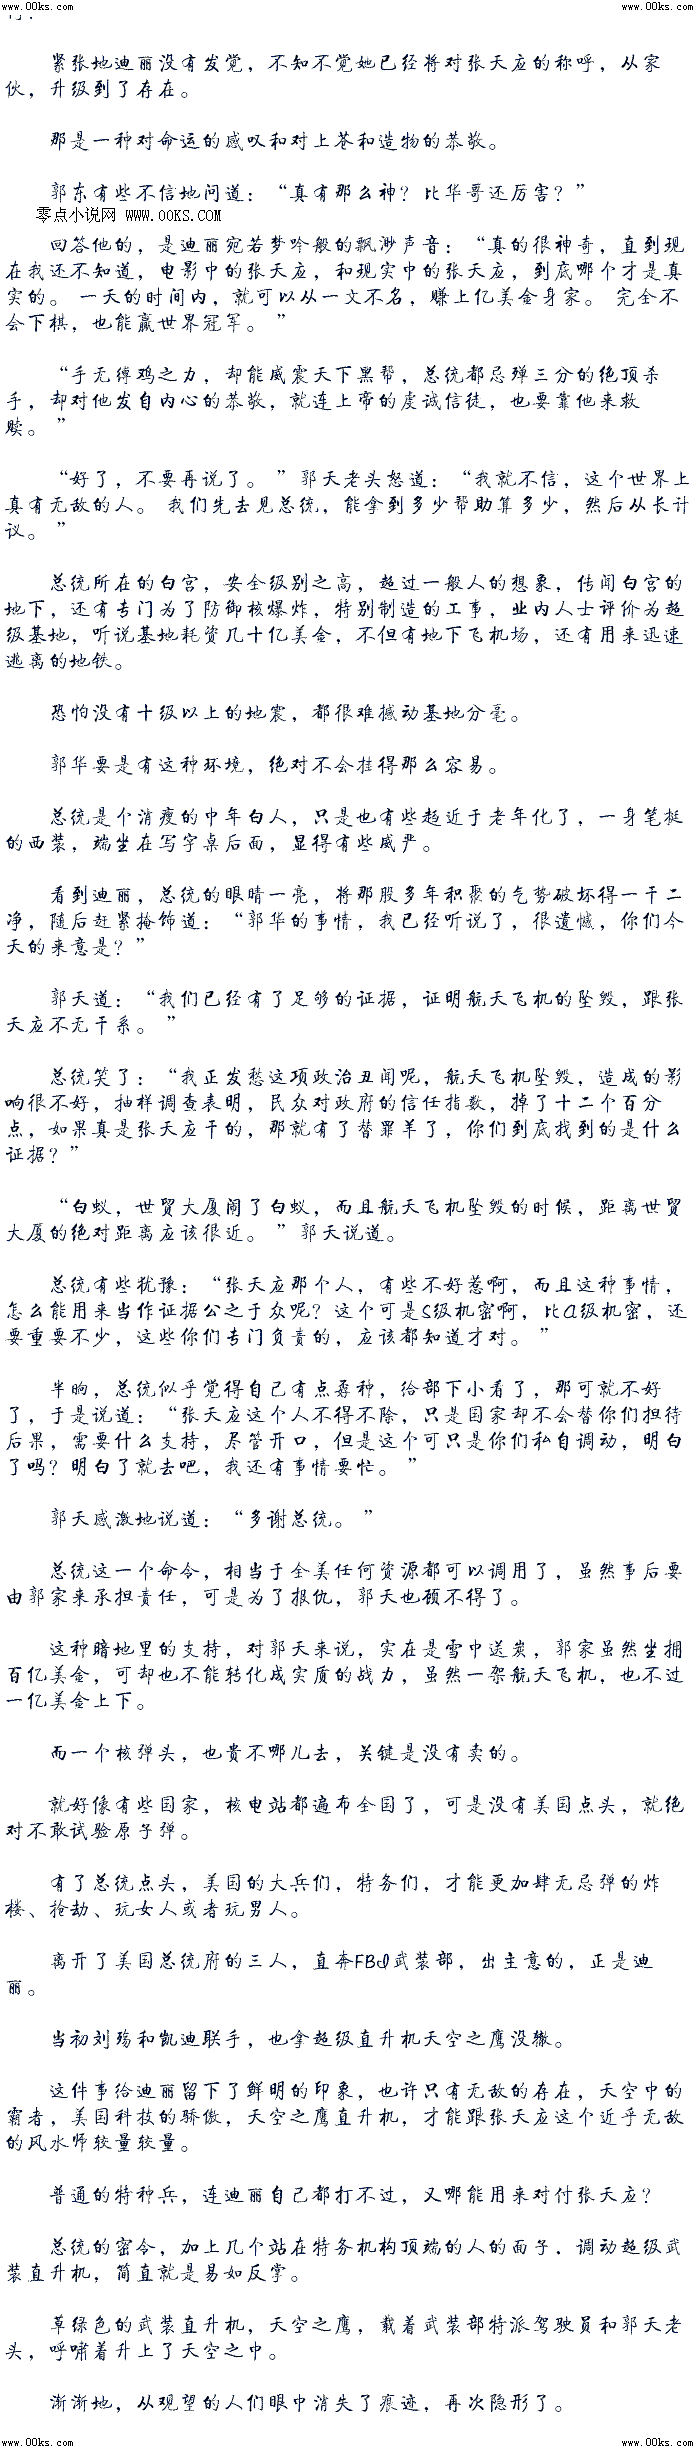 www.00ks.com www.00ks.com
紧张地迪丽没有发觉，不知不觉她已经将对张天应的称呼，从家
伙，升级到了存在。
那是一种对命运的感叹和对上苍和造物的恭敬。
郭东有些不信地问道：“真有那么神？比华哥还厉害？”
零点小说网 WWW.00KS.COM
回答他的，是迪丽宛若梦吟般的飘渺声音：“真的很神奇，直到现
在我还不知道，电影中的张天应，和现实中的张天应，到底哪个才是真
实的。 一天的时间内，就可以从一文不名，赚上亿美金身家。 完全不
会下棋，也能赢世界冠军。”
“手无缚鸡之力，却能威震天下黑帮，总统都忌殚三分的绝顶杀
手，却对他发自内心的恭敬，就连上帝的虔诚信徒，也要靠他来救
赎。”
“好了，不要再说了。 ”郭天老头怒道：“我就不信，这个世界上
真有无敌的人。 我们先去见总统，能拿到多少帮助算多少，然后从长计
议。”
总统所在的白宫，安全级别之高，超过一般人的想象，传闻白宫的
地下，还有专门为了防御核爆炸，特别制造的工事，业内人士评价为超
级基地，听说基地耗资几十亿美金，不但有地下飞机场，还有用来迅速
逃离的地铁。
恐怕没有十级以上的地震，都很难撼动基地分毫。
郭华要是有这种环境，绝对不会挂得那么容易。
总统是个消瘦的中年白人，只是也有些趋近于老年化了，一身笔挺
的西装，端坐在写字桌后面，显得有些威严。
看到迪丽，总统的眼睛一亮，将那股多年积聚的气势破坏得一干二
净，随后赶紧掩饰道：“郭华的事情，我已经听说了，很遗憾，你们今
天的来意是？”
郭天道：“我们已经有了足够的证据，证明航天飞机的坠毁，跟张
天应不无干系。”
总统笑了：“我正发愁这项政治丑闻呢，航天飞机坠毁，造成的影
响很不好，抽样调查表明，民众对政府的信任指数，掉了十二个百分
点，如果真是张天应干的，那就有了替罪羊了，你们到底找到的是什么
证据？”
“白蚁，世贸大厦闹了白蚁，而且航天飞机坠毁的时候，距离世贸
大厦的绝对距离应该很近。 ”郭天说道。
总统有些犹豫：“张天应那个人，有些不好惹啊，而且这种事情，
怎么能用来当作证据公之于众呢？这个可是S级机密啊，比A级机密，还
要重要不少，这些你们专门负责的，应该都知道才对。”
半晌，总统似乎觉得自己有点孬种，给部下小看了，那可就不好
了，于是说道：“张天应这个人不得不除，只是国家却不会替你们担待
后果，需要什么支持，尽管开口，但是这个可只是你们私自调动，明白
了吗？明白了就去吧，我还有事情要忙。”
郭天感激地说道：“多谢总统。”
总统这一个命令，相当于全美任何资源都可以调用了，虽然事后要
由郭家来承担责任，可是为了报仇，郭天也顾不得了。
这种暗地里的支持，对郭天来说，实在是雪中送炭，郭家虽然坐拥
百亿美金，可却也不能转化成实质的战力，虽然一架航天飞机，也不过
一亿美金上下。
而一个核弹头，也贵不哪儿去，关键是没有卖的。
就好像有些国家，核电站都遍布全国了，可是没有美国点头，就绝
对不敢试验原子弹。
有了总统点头，美国的大兵们，特务们，才能更加肆无忌弹的炸
楼、抢劫、玩女人或者玩男人。
离开了美国总统府的三人，直奔FBI武装部，出主意的，正是迪
丽。
当初刘殇和凯迪联手，也拿超级直升机天空之鹰没辙。
这件事给迪丽留下了鲜明的印象，也许只有无敌的存在，天空中的
霸者，美国科技的骄傲，天空之鹰直升机，才能跟张天应这个近乎无敌
的风水师较量较量。
普通的特种兵，连迪丽自己都打不过，又哪能用来对付张天应？
总统的密令，加上几个站在特务机构顶端的人的面子，调动超级武
装直升机，简直就是易如反掌。
草绿色的武装直升机，天空之鹰，载着武装部特派驾驶员和郭天老
头，呼啸着升上了天空之中。
渐渐地，从观望的人们眼中消失了痕迹，再次隐形了。
www.00ks.com www.00ks.com